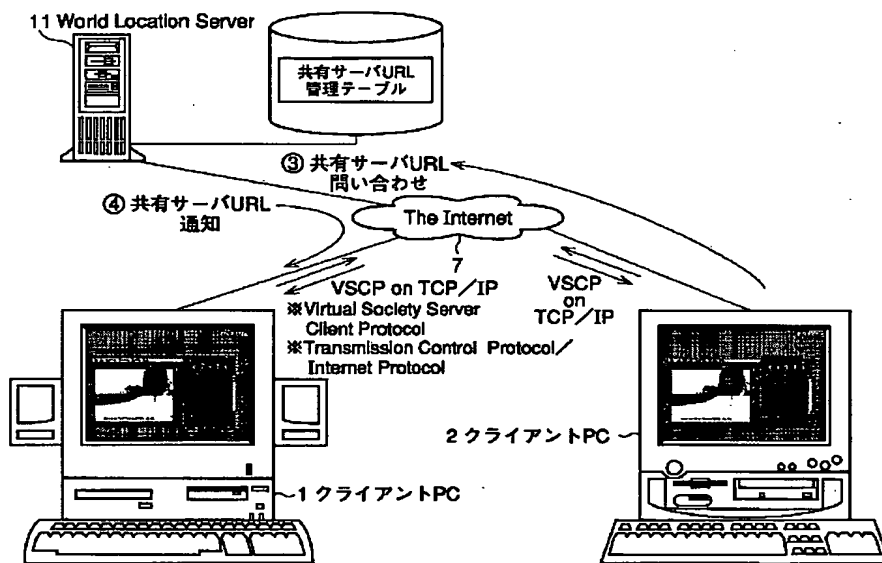 11 World Location Server
共有サーバURL
管理テーブル
③ 共有サーバURL
問い合わせ
④ 共有サーバURL
通知
The Internet
7
VSCP on TCP/IP
※Virtual Society Server
Client Protocol
※Transmission Control Protocol/
Internet Protocol
VSCP
on
TCP/IP
2 クライアントPC
1 クライアントPC